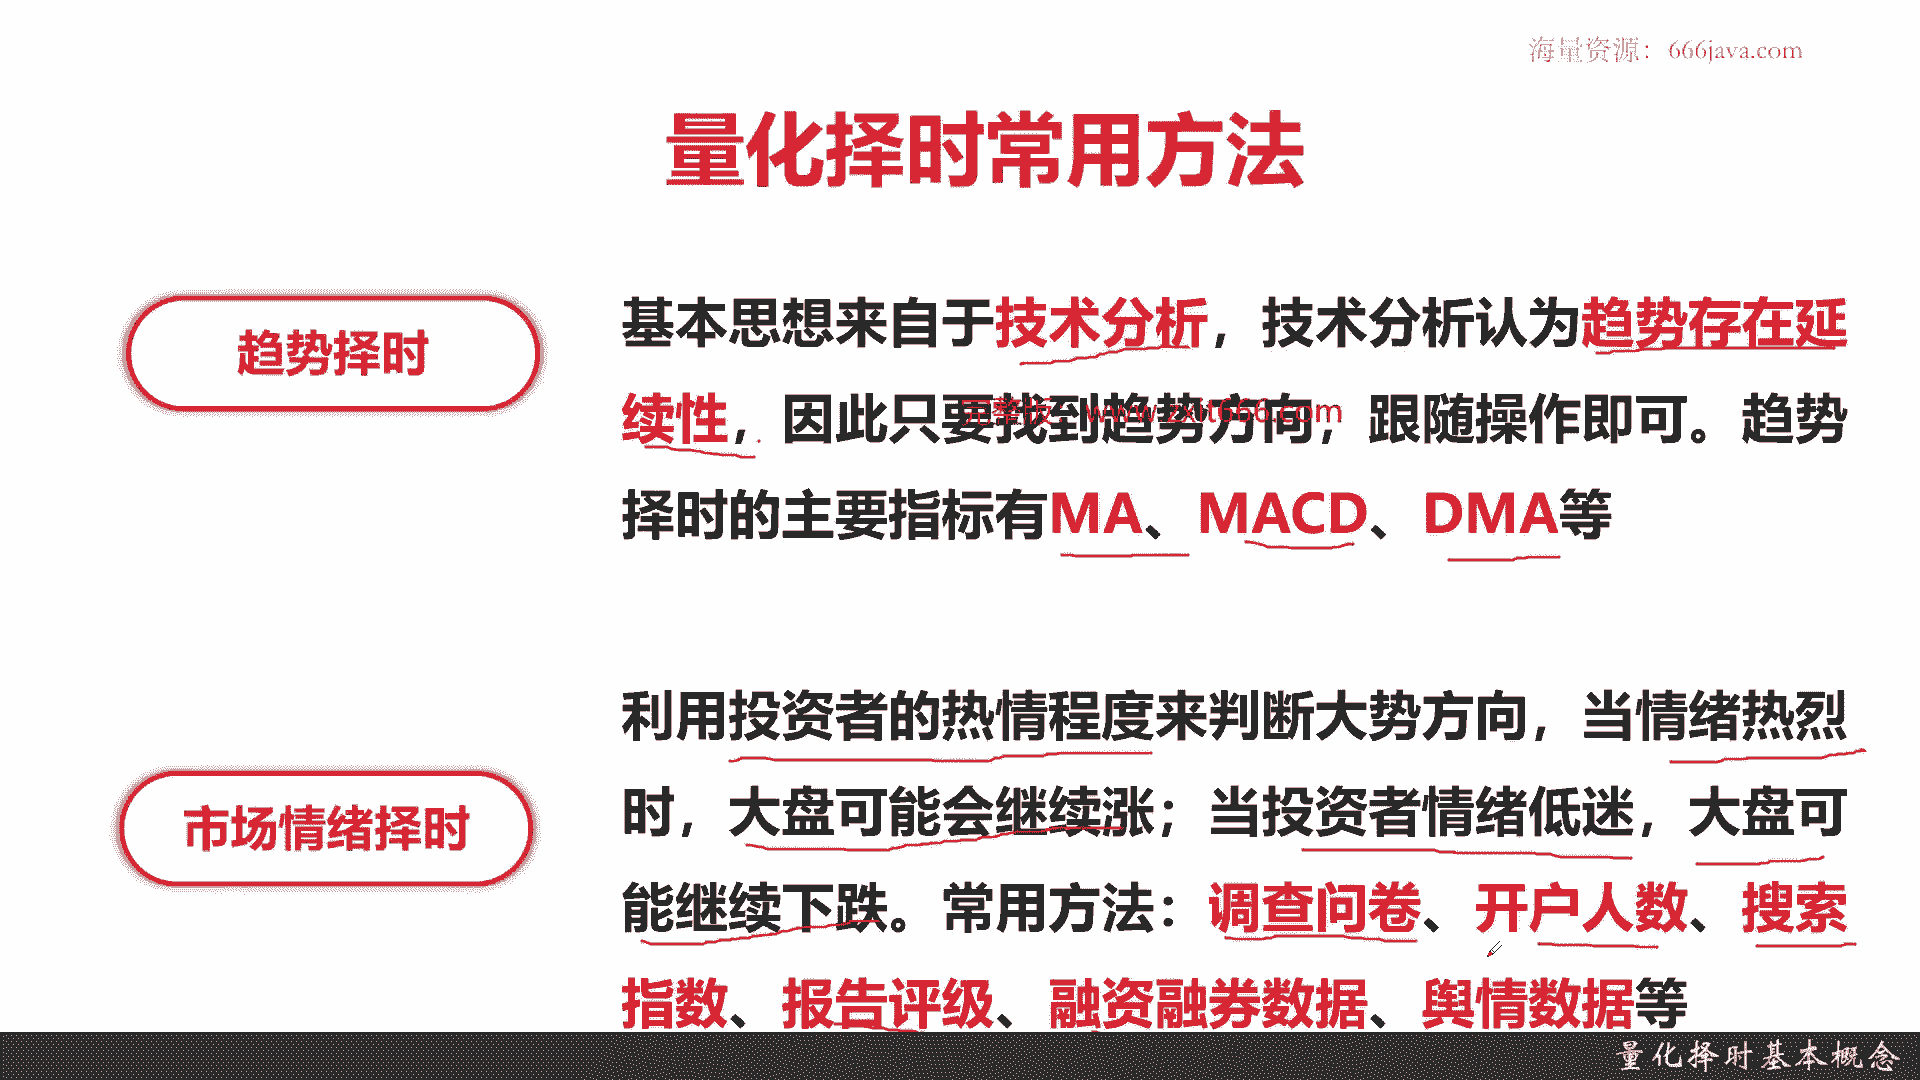 海量资源：666java.com
量化择时常用方法
趋势择时
基本思想来自于技术分析，技术分析认为趋势存在延
续性，因此只要找到趋势方向，跟随操作即可。趋势
完整版：www.zxit666.com
择时的主要指标有MA、MACD、DMA等
市场情绪择时
利用投资者的热情程度来判断大势方向，当情绪热烈
时，大盘可能会继续涨；当投资者情绪低迷，大盘可
能继续下跌。常用方法：调查问卷、开户人数、搜索
指数、报告评级、融资融券数据、舆情数据等
量化择时基本概念